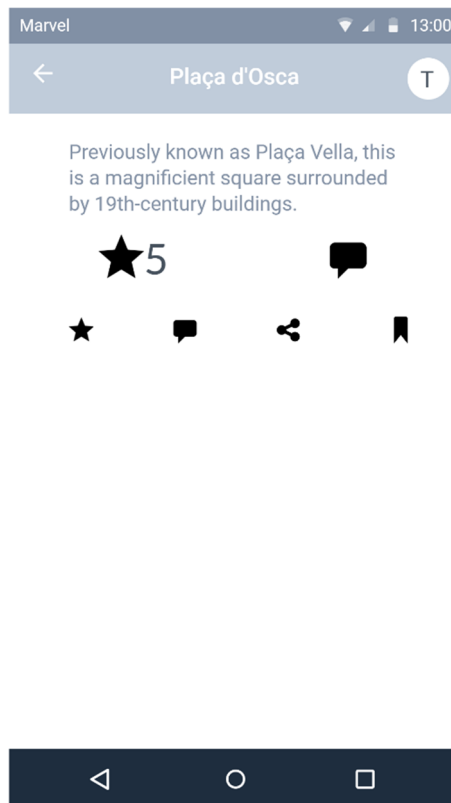 Marvel 13:00
Plaça d'Osca T
Previously known as Plaça Vella, this
is a magnificient square surrounded
by 19th-century buildings.
5